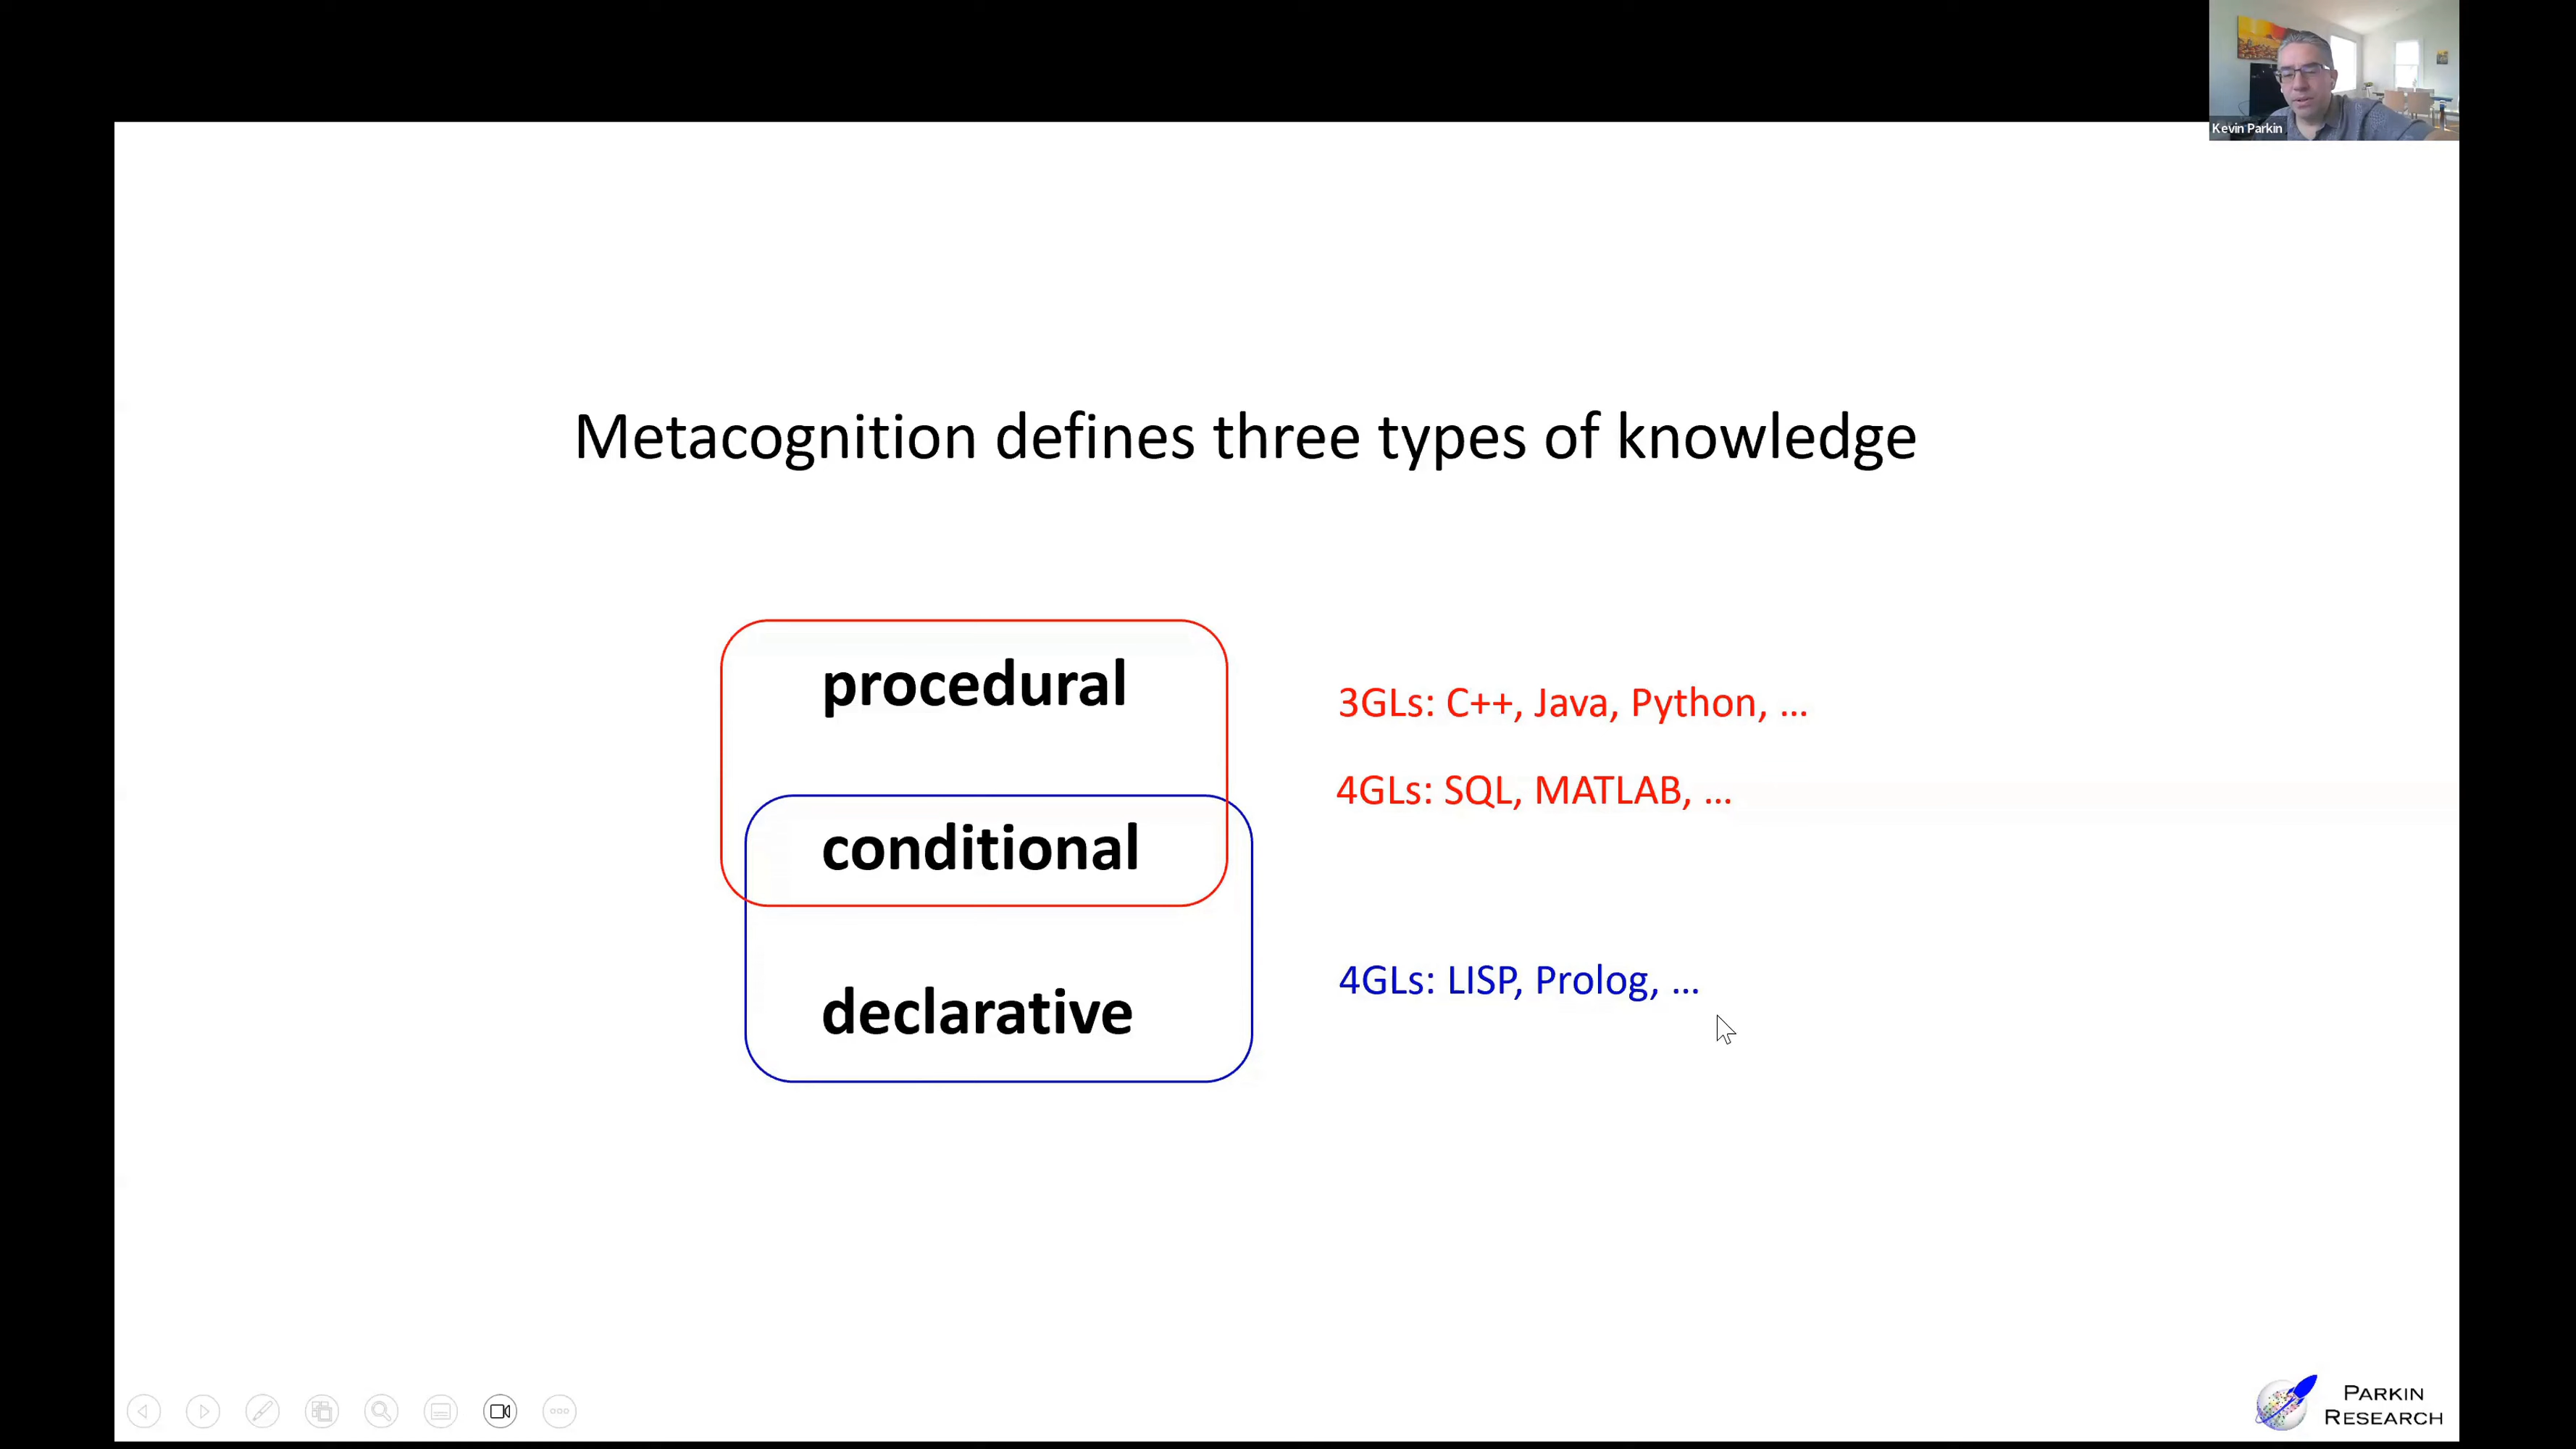 Kevin Parkin
Metacognition defines three types of knowledge
procedural
3GLs: C++, Java, Python, ...
4GLs: SQL, MATLAB, ...
conditional
4GLs: LISP, Prolog, ...
declarative
PARKIN
RESEARCH